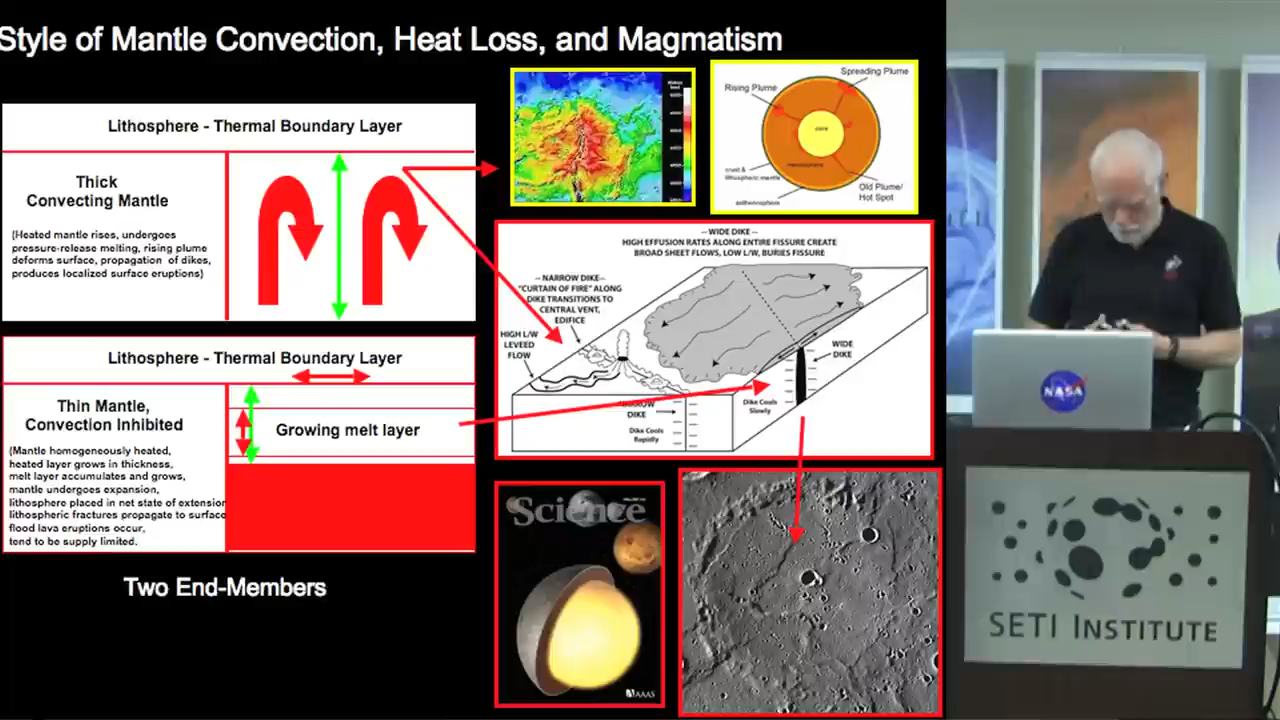 Style of Mantle Convection, Heat Loss, and Magmatism
Lithosphere - Thermal Boundary Layer
Thick
Convecting Mantle
(Heated mantle rises, undergoes
pressure-release melting, rising plume
deforms surface, propagation of dikes,
produces localized surface eruptions)
Lithosphere - Thermal Boundary Layer
Thin Mantle,
Convection Inhibited
(Mantle homogeneously heated,
heated layer grows in thickness,
melt layer accumulates and grows,
mantle undergoes expansion,
lithosphere placed in net state of extension
lithospheric fractures propagate to surface
flood lava eruptions occur,
tend to be supply limited.
Growing melt layer
Two End-Members
Spreading Plume
Rising Plume
core
crust &
lithospheric mantle
asthenosphere
Old Plume/
Hot Spot
-- WIDE DIKE --
HIGH EFFUSION RATES ALONG ENTIRE FISSURE CREATE
BROAD SHEET FLOWS, LOW L/W, BURIES FISSURE
-- NARROW DIKE--
"CURTAIN OF FIRE" ALONG
DIKE TRANSITIONS TO
CENTRAL VENT,
EDIFICE
HIGH L/W
LEVEED
FLOW
WIDE
DIKE
NARROW
DIKE
Dike Cools
Rapidly
Dike Cools
Slowly
Science
AAAS
NASA
SETI INSTITUTE